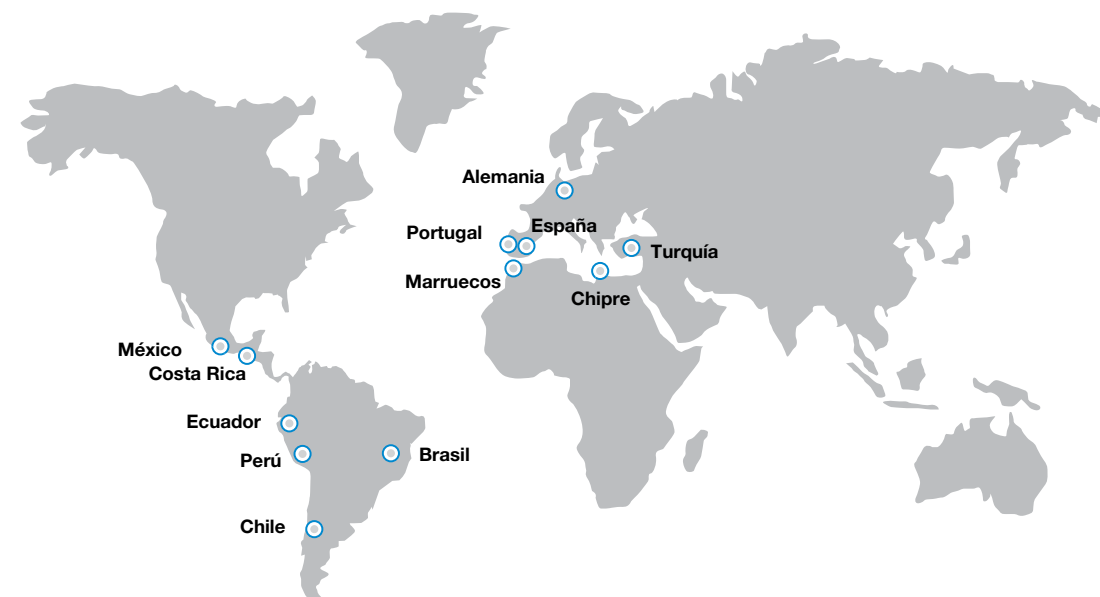 Alemania
España
Portugal
Turquía
Marruecos
Chipre
México
Costa Rica
Ecuador
Perú
Brasil
Chile